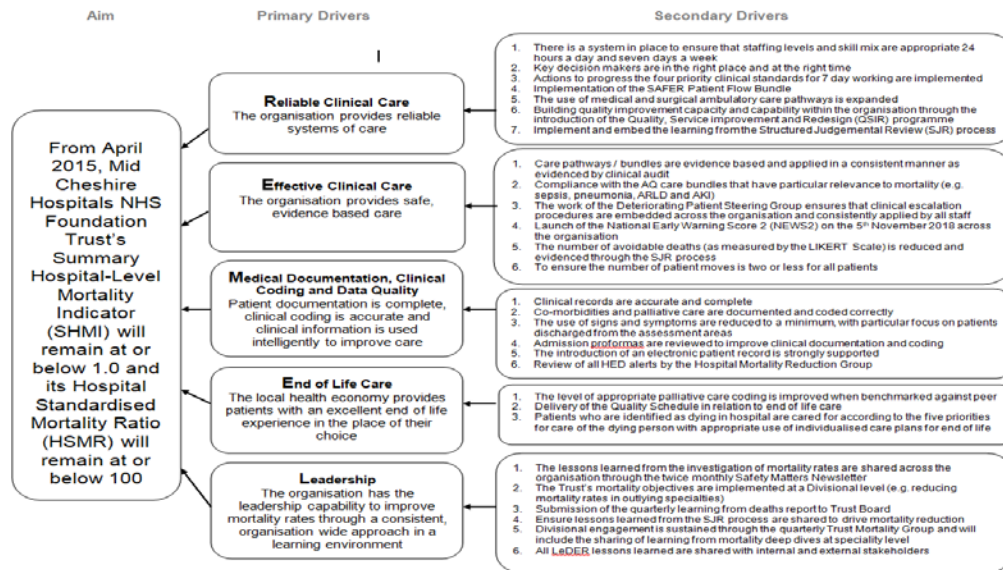 Aim
Primary Drivers
Secondary Drivers
From April
2015, Mid
Cheshire
Hospitals NHS
Foundation
Trust's
Summary
Hospital-Level
Mortality
Indicator
(SHMI) will
remain at or
below 1.0 and
its Hospital
Standardised
Mortality Ratio
(HSMR) will
remain at or
below 100
Reliable Clinical Care
The organisation provides reliable
systems of care
Effective Clinical Care
The organisation provides safe,
evidence based care
Medical Documentation, Clinical
Coding and Data Quality
Patient documentation is complete,
clinical coding is accurate and
clinical information is used
intelligently to improve care
End of Life Care
The local health economy provides
patients with an excellent end of life
experience in the place of their
choice
Leadership
The organisation has the
leadership capability to improve
mortality rates through a consistent,
organisation wide approach in a
learning environment
1. There is a system in place to ensure that staffing levels and skill mix are appropriate 24
hours a day and seven days a week
2. Key decision makers are in the right place and at the right time
3. Actions to progress the four priority clinical standards for 7 day working are implemented
4. Implementation of the SAFER Patient Flow Bundle
5. The use of medical and surgical ambulatory care pathways is expanded
6. Building quality improvement capacity and capability within the organisation through the
introduction of the Quality, Service improvement and Redesign (QSIR) programme
7. Implement and embed the learning from the Structured Judgemental Review (SJR) process
1. Care pathways / bundles are evidence based and applied in a consistent manner as
evidenced by clinical audit
2. Compliance with the AQ care bundles that have particular relevance to mortality (e.g.
sepsis, pneumonia, ARLD and AKI)
3. The work of the Deteriorating Patient Steering Group ensures that clinical escalation
procedures are embedded across the organisation and consistently applied by all staff
4. Launch of the National Early Warning Score 2 (NEWS2) on the 5th November 2018 across
the organisation
5. The number of avoidable deaths (as measured by the LIKERT Scale) is reduced and
evidenced through the SJR process
6. To ensure the number of patient moves is two or less for all patients
1. Clinical records are accurate and complete
2. Co-morbidities and palliative care are documented and coded correctly
3. The use of signs and symptoms are reduced to a minimum, with particular focus on patients
discharged from the assessment areas
4. Admission proformas are reviewed to improve clinical documentation and coding
5. The introduction of an electronic patient record is strongly supported
6. Review of all HED alerts by the Hospital Mortality Reduction Group
1. The level of appropriate palliative care coding is improved when benchmarked against peer
2. Delivery of the Quality Schedule in relation to end of life care
3. Patients who are identified as dying in hospital are cared for according to the five priorities
for care of the dying person with appropriate use of individualised care plans for end of life
1. The lessons learned from the investigation of mortality rates are shared across the
organisation through the twice monthly Safety Matters Newsletter
2. The Trust's mortality objectives are implemented at a Divisional level (e.g. reducing
mortality rates in outlying specialties)
3. Submission of the quarterly learning from deaths report to Trust Board
4. Ensure lessons learned from the SJR process are shared to drive mortality reduction
5. Divisional engagement is sustained through the quarterly Trust Mortality Group and will
include the sharing of learning from mortality deep dives at speciality level
6. All LeDER lessons learned are shared with internal and external stakeholders